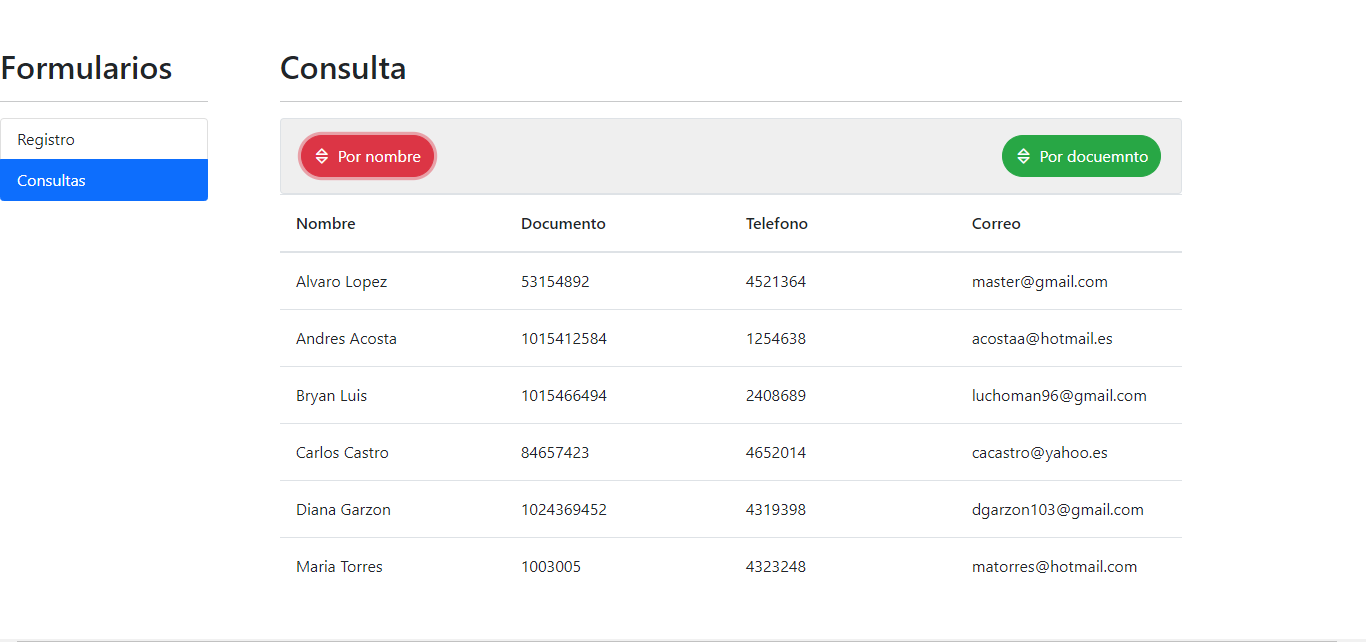 Formularios
Registro
Consultas
Consulta
Por nombre Por docuemnto
Nombre Documento Telefono Correo
Alvaro Lopez 53154892 4521364 master@gmail.com
Andres Acosta 1015412584 1254638 acostaa@hotmail.es
Bryan Luis 1015466494 2408689 luchoman96@gmail.com
Carlos Castro 84657423 4652014 cacastro@yahoo.es
Diana Garzon 1024369452 4319398 dgarzon103@gmail.com
Maria Torres 1003005 4323248 matorres@hotmail.com